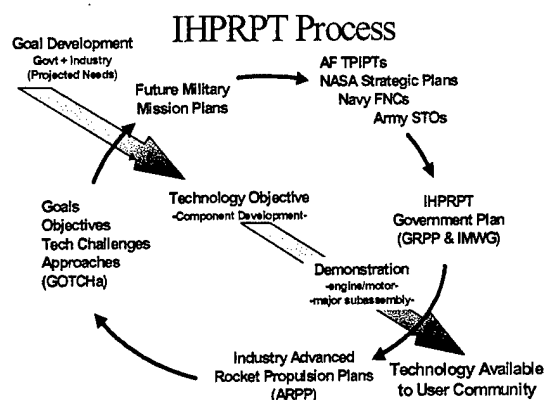 IHPRPT Process
Goal Development
Govt + Industry
(Projected Needs)
Future Military
Mission Plans
AF TPIPTs
NASA Strategic Plans
Navy FNCs
Army STOs
IHPRPT
Government Plan
(GRPP & IMWG)
Technology Objective
-Component Development-
Goals
Objectives
Tech Challenges
Approaches
(GOTCHa)
Demonstration
-engine/motor-
-major subassembly-
Industry Advanced
Rocket Propulsion Plans
(ARPP)
Technology Available
to User Community